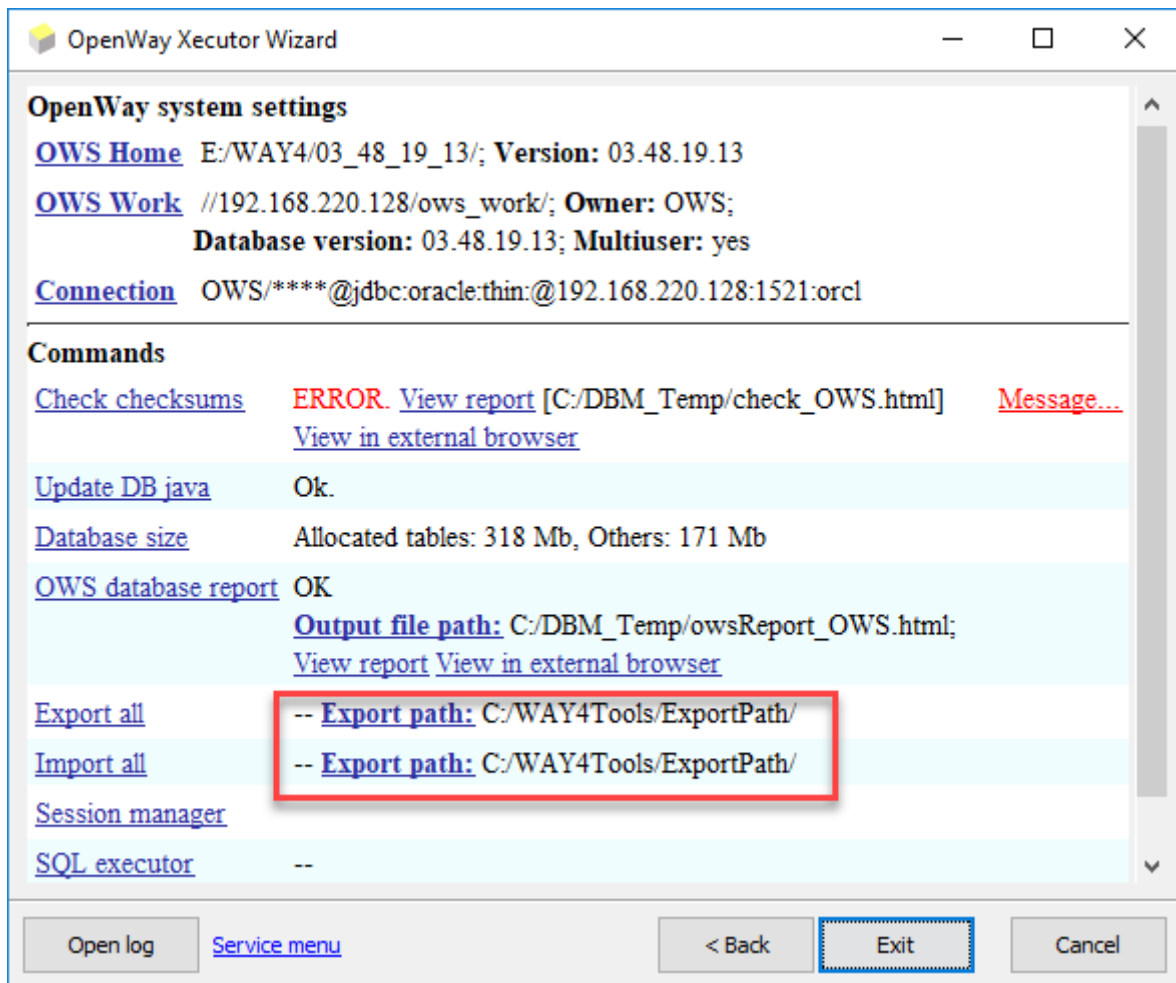 OpenWay Xecutor Wizard
OpenWay system settings
OWS Home E:/WAY4/03_48_19_13/; Version: 03.48.19.13
OWS Work //192.168.220.128/ows_work/; Owner: OWS;
Database version: 03.48.19.13; Multiuser: yes
Connection OWS/****@jdbc:oracle:thin:@192.168.220.128:1521:orcl
Commands
Check checksums ERROR. View report [C:/DBM_Temp/check_OWS.html] Message...
View in external browser
Update DB java Ok.
Database size Allocated tables: 318 Mb, Others: 171 Mb
OWS database report OK
Output file path: C:/DBM_Temp/owsReport_OWS.html;
View report View in external browser
Export all -- Export path: C:/WAY4Tools/ExportPath/
Import all -- Export path: C:/WAY4Tools/ExportPath/
Session manager
SQL executor --
Open log Service menu < Back Exit Cancel